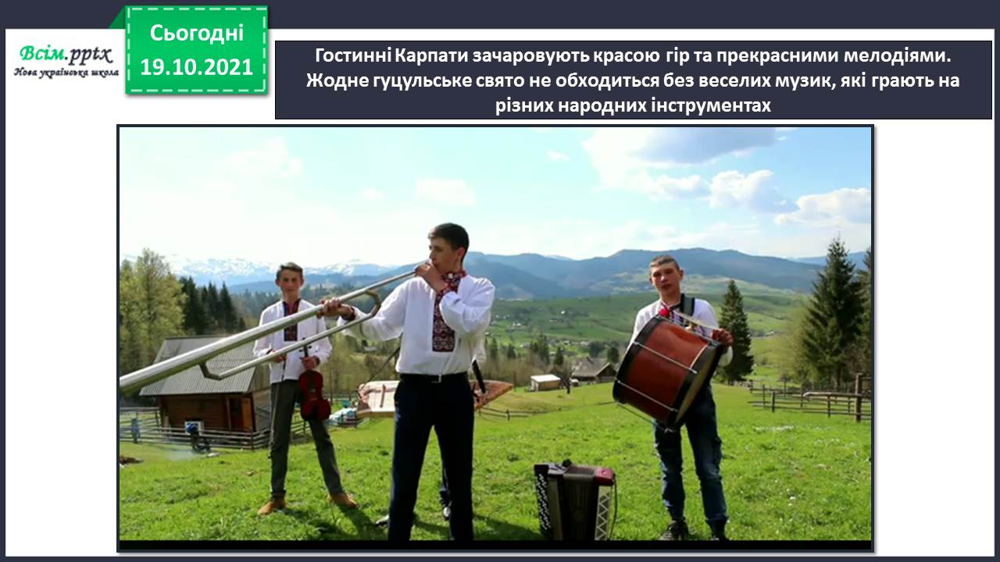 Сьогодні
19.10.2021
Всім.pptx
Нова українська школа
Гостинні Карпати зачаровують красою гір та прекрасними мелодіями.
Жодне гуцульське свято не обходиться без веселих музик, які грають на
різних народних інструментах